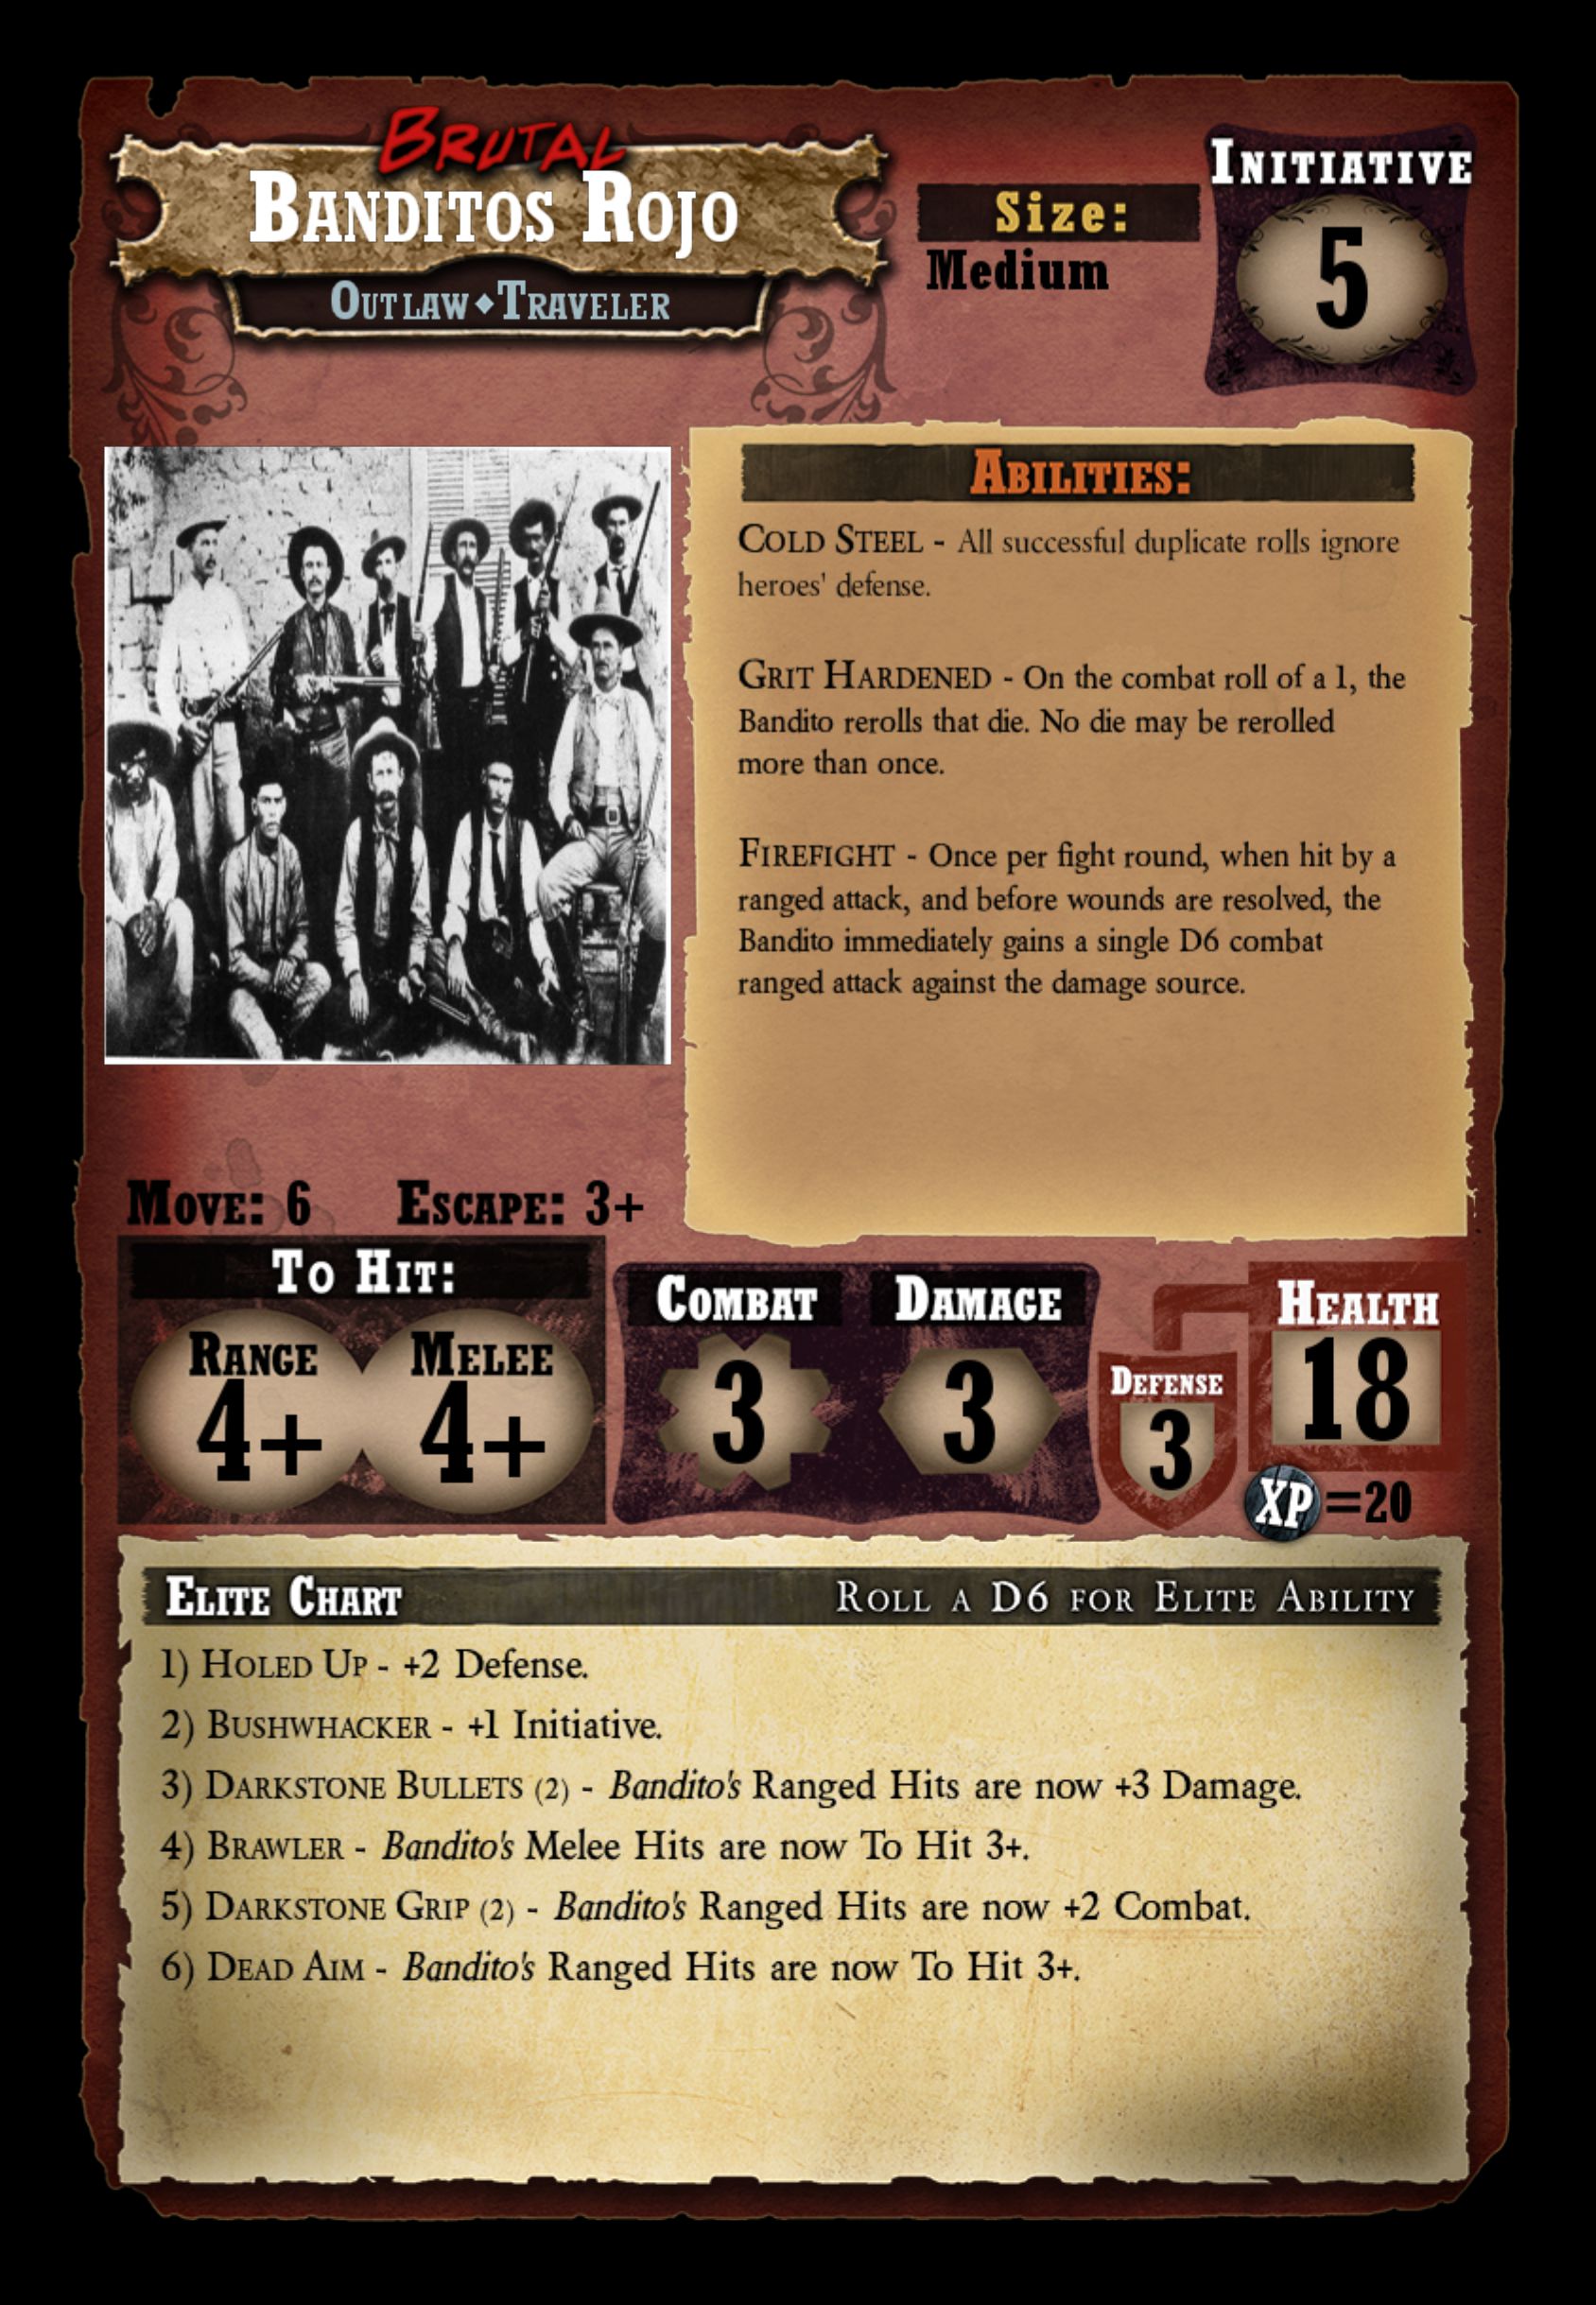 BRUTAL
BANDITOS ROJO
OUTLAW◆TRAVELER
Size:
Medium
INITIATIVE
5
ABILITIES:
COLD STEEL - All successful duplicate rolls ignore
heroes' defense.
GRIT HARDENED - On the combat roll of a 1, the
Bandito rerolls that die. No die may be rerolled
more than once.
FIREFIGHT - Once per fight round, when hit by a
ranged attack, and before wounds are resolved, the
Bandito immediately gains a single D6 combat
ranged attack against the damage source.
MOVE: 6 ESCAPE: 3+
TO HIT:
RANGE
4+
MELEE
4+
COMBAT
3
DAMAGE
3
DEFENSE
3
HEALTH
18
XP=20
ELITE CHART ROLL A D6 FOR ELITE ABILITY
1) HOLED UP - +2 Defense.
2) BUSHWHACKER - +1 Initiative.
3) DARKSTONE BULLETS (2) - Bandito's Ranged Hits are now +3 Damage.
4) BRAWLER - Bandito's Melee Hits are now To Hit 3+.
5) DARKSTONE GRIP (2) - Bandito's Ranged Hits are now +2 Combat.
6) DEAD AIM - Bandito's Ranged Hits are now To Hit 3+.